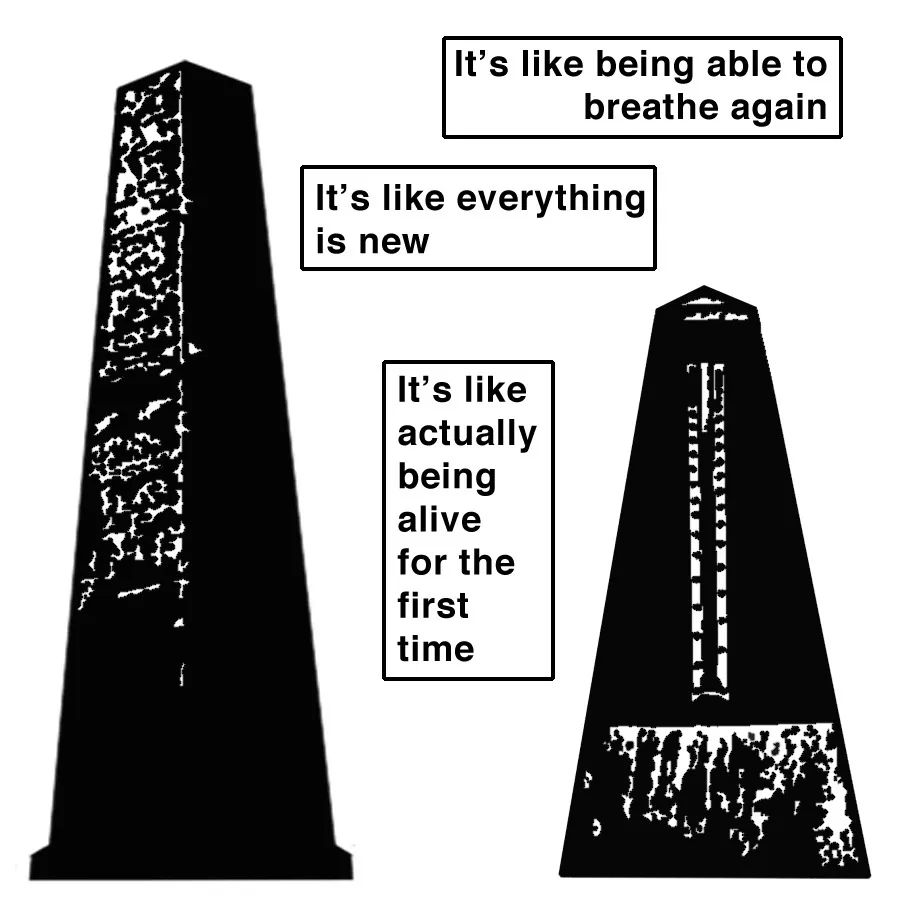 It’s like being able to
breathe again
It’s like everything
is new
It’s like
actually
being
alive
for the
first
time